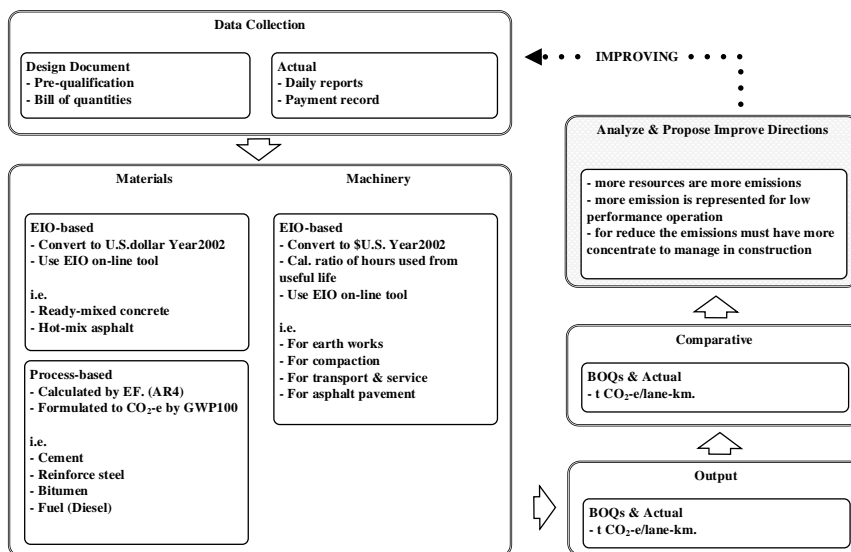 Data Collection
Design Document
- Pre-qualification
- Bill of quantities
Actual
- Daily reports
- Payment record
Materials
EIO-based
- Convert to U.S.dollar Year2002
- Use EIO on-line tool
i.e.
- Ready-mixed concrete
- Hot-mix asphalt
Process-based
- Calculated by EF. (AR4)
- Formulated to CO₂-e by GWP100
i.e.
- Cement
- Reinforce steel
- Bitumen
- Fuel (Diesel)
Machinery
EIO-based
- Convert to $U.S. Year2002
- Cal. ratio of hours used from
useful life
- Use EIO on-line tool
i.e.
- For earth works
- For compaction
- For transport & service
- For asphalt pavement
Output
BOQs & Actual
- t CO₂-e/lane-km.
Comparative
BOQs & Actual
- t CO₂-e/lane-km.
Analyze & Propose Improve Directions
- more resources are more emissions
- more emission is represented for low
performance operation
- for reduce the emissions must have more
concentrate to manage in construction
IMPROVING